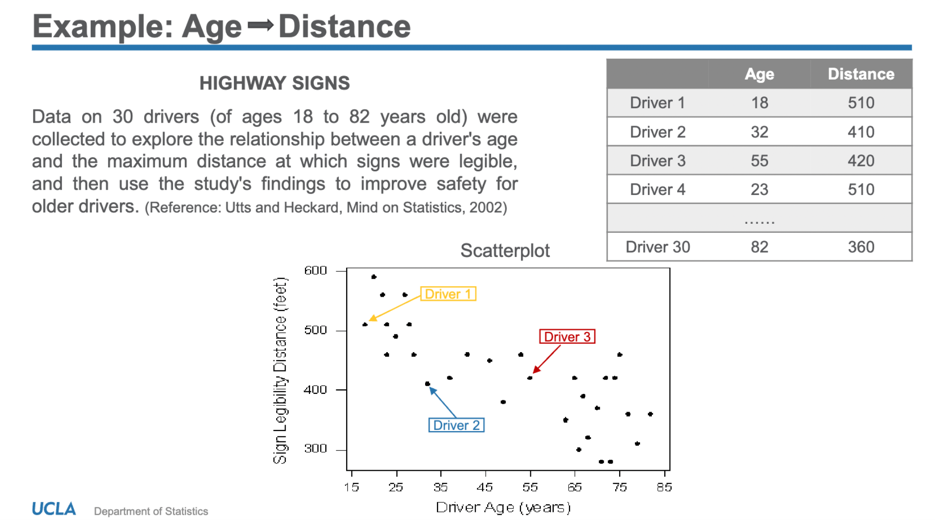 Example: Age➡Distance
HIGHWAY SIGNS
Data on 30 drivers (of ages 18 to 82 years old) were
collected to explore the relationship between a driver's age
and the maximum distance at which signs were legible,
and then use the study's findings to improve safety for
older drivers. (Reference: Utts and Heckard, Mind on Statistics, 2002)
Age Distance
Driver 1 18 510
Driver 2 32 410
Driver 3 55 420
Driver 4 23 510
......
Driver 30 82 360
Scatterplot
Sign Legibility Distance (feet)
600
500
400
300
Driver 1
Driver 3
Driver 2
15 25 35 45 55 65 75 85
Driver Age (years)
UCLA Department of Statistics